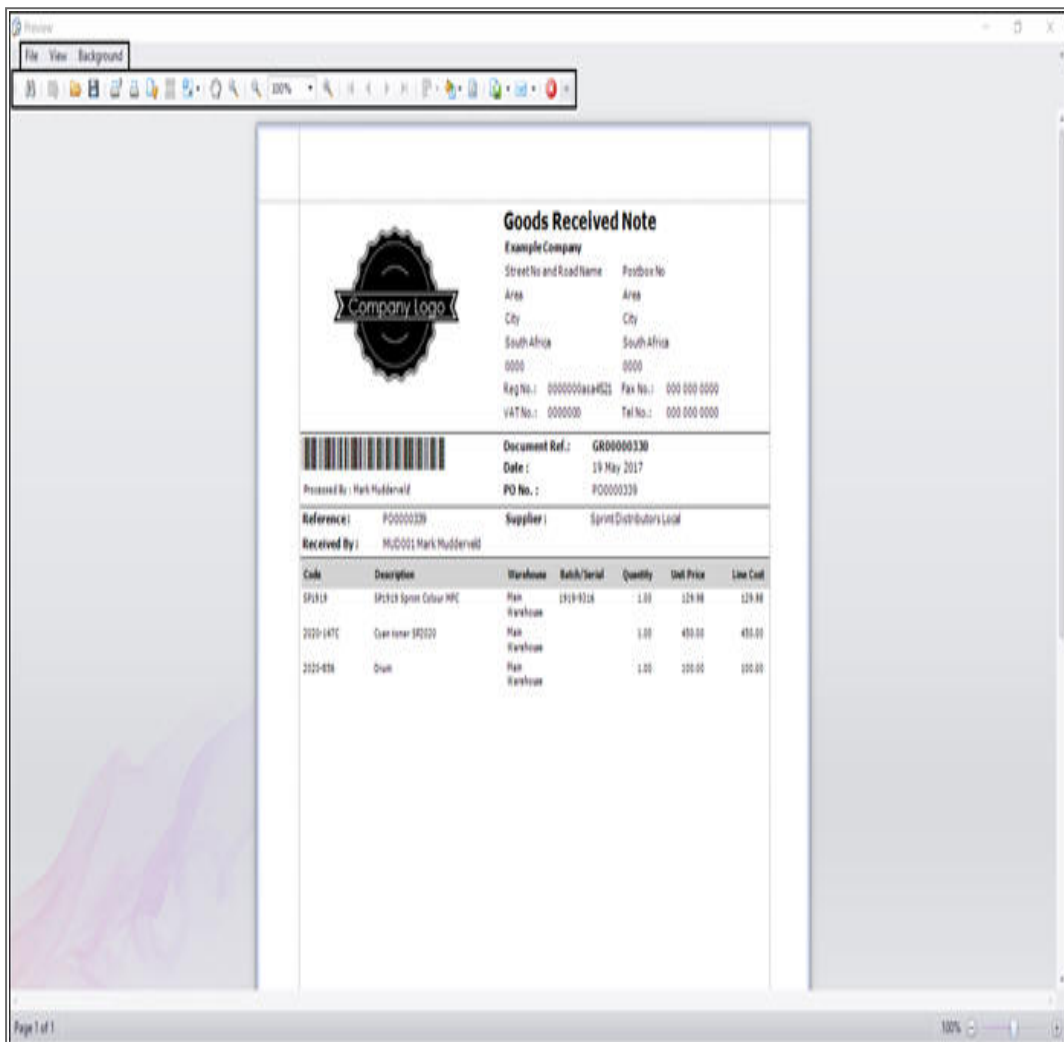 Preview
File View Background
100%
Goods Received Note
Example Company
Street No and Road Name Postbox No
Area Area
City City
South Africa South Africa
0000 0000
Reg No.: Fax No.: 000 000 0000
VAT No.: 0000000 Tel No.: 000 000 0000
Company Logo
Document Ref.: GR00000330
Date : 19 May 2017
Processed By : Mark Mudderveld PO No. : PO0000339
Reference: PO0000339 Supplier: Sprint Distributors Local
Received By: MUD001 Mark Mudderveld
Code Description Warehouse Batch/Serial Quantity Unit Price Line Cost
SP1919 SP1919 Sprint Colour MFC Main 1919-9316 1.00 129.98 129.98
Warehouse
2020-147C Cyan toner SP2020 Main 1.00 450.00 450.00
Warehouse
Drum Main 1.00 100.00 100.00
Warehouse
Page 1 of 1 100%